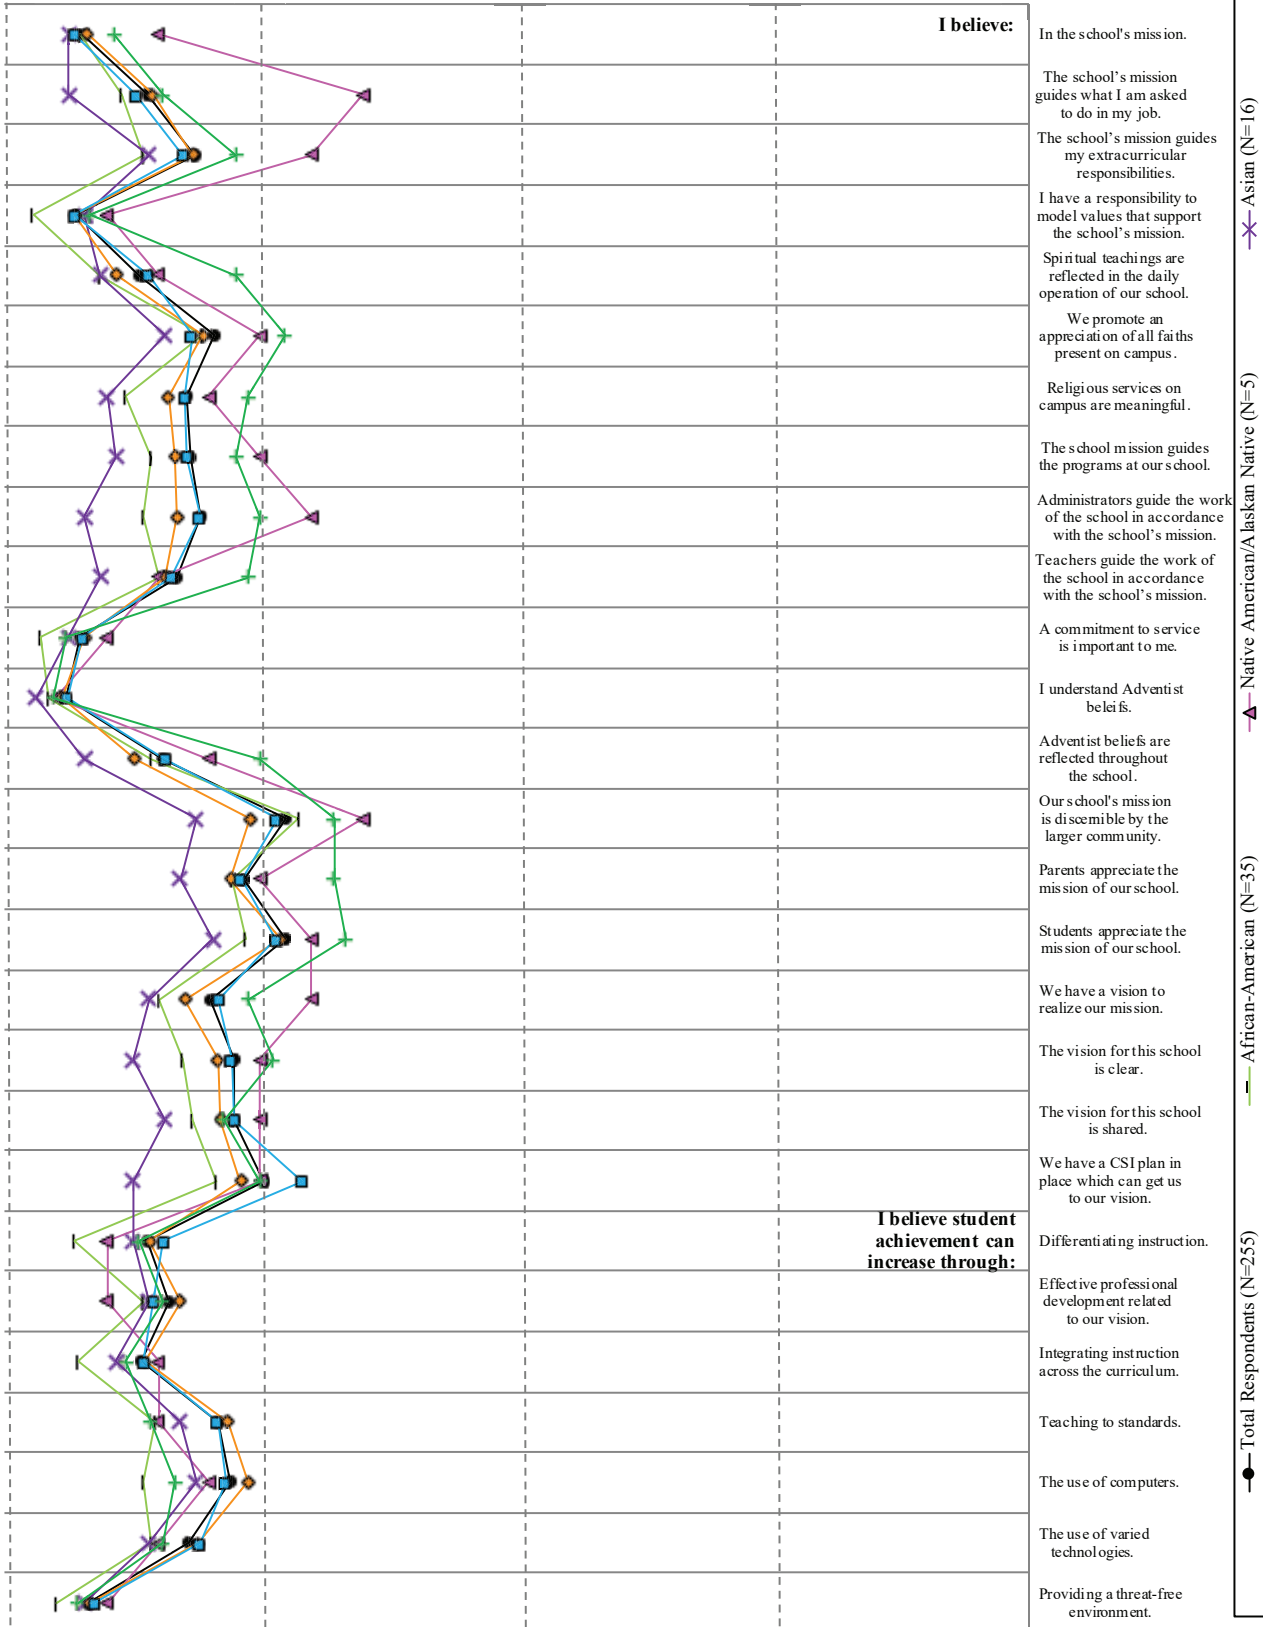 I believe:
In the school's mission.
The school’s mission
guides what I am asked
to do in my job.
The school’s mission guides
my extracurricular
responsibilities.
I have a responsibility to
model values that support
the school’s mission.
Spiritual teachings are
reflected in the daily
operation of our school.
We promote an
appreciation of all faiths
present on campus.
Religious services on
campus are meaningful.
The school mission guides
the programs at our school.
Administrators guide the work
of the school in accordance
with the school’s mission.
Teachers guide the work of
the school in accordance
with the school’s mission.
A commitment to service
is important to me.
I understand Adventist
beleifs.
Adventist beliefs are
reflected throughout
the school.
Our school's mission
is discernible by the
larger community.
Parents appreciate the
mission of our school.
Students appreciate the
mission of our school.
We have a vision to
realize our mission.
The vision for this school
is clear.
The vision for this school
is shared.
We have a CSI plan in
place which can get us
to our vision.
I believe student
achievement can
increase through:
Differentiating instruction.
Effective professional
development related
to our vision.
Integrating instruction
across the curriculum.
Teaching to standards.
The use of computers.
The use of varied
technologies.
Providing a threat-free
environment.
Total Respondents (N=255)
African-American (N=35)
Native American/Alaskan Native (N=5)
Asian (N=16)